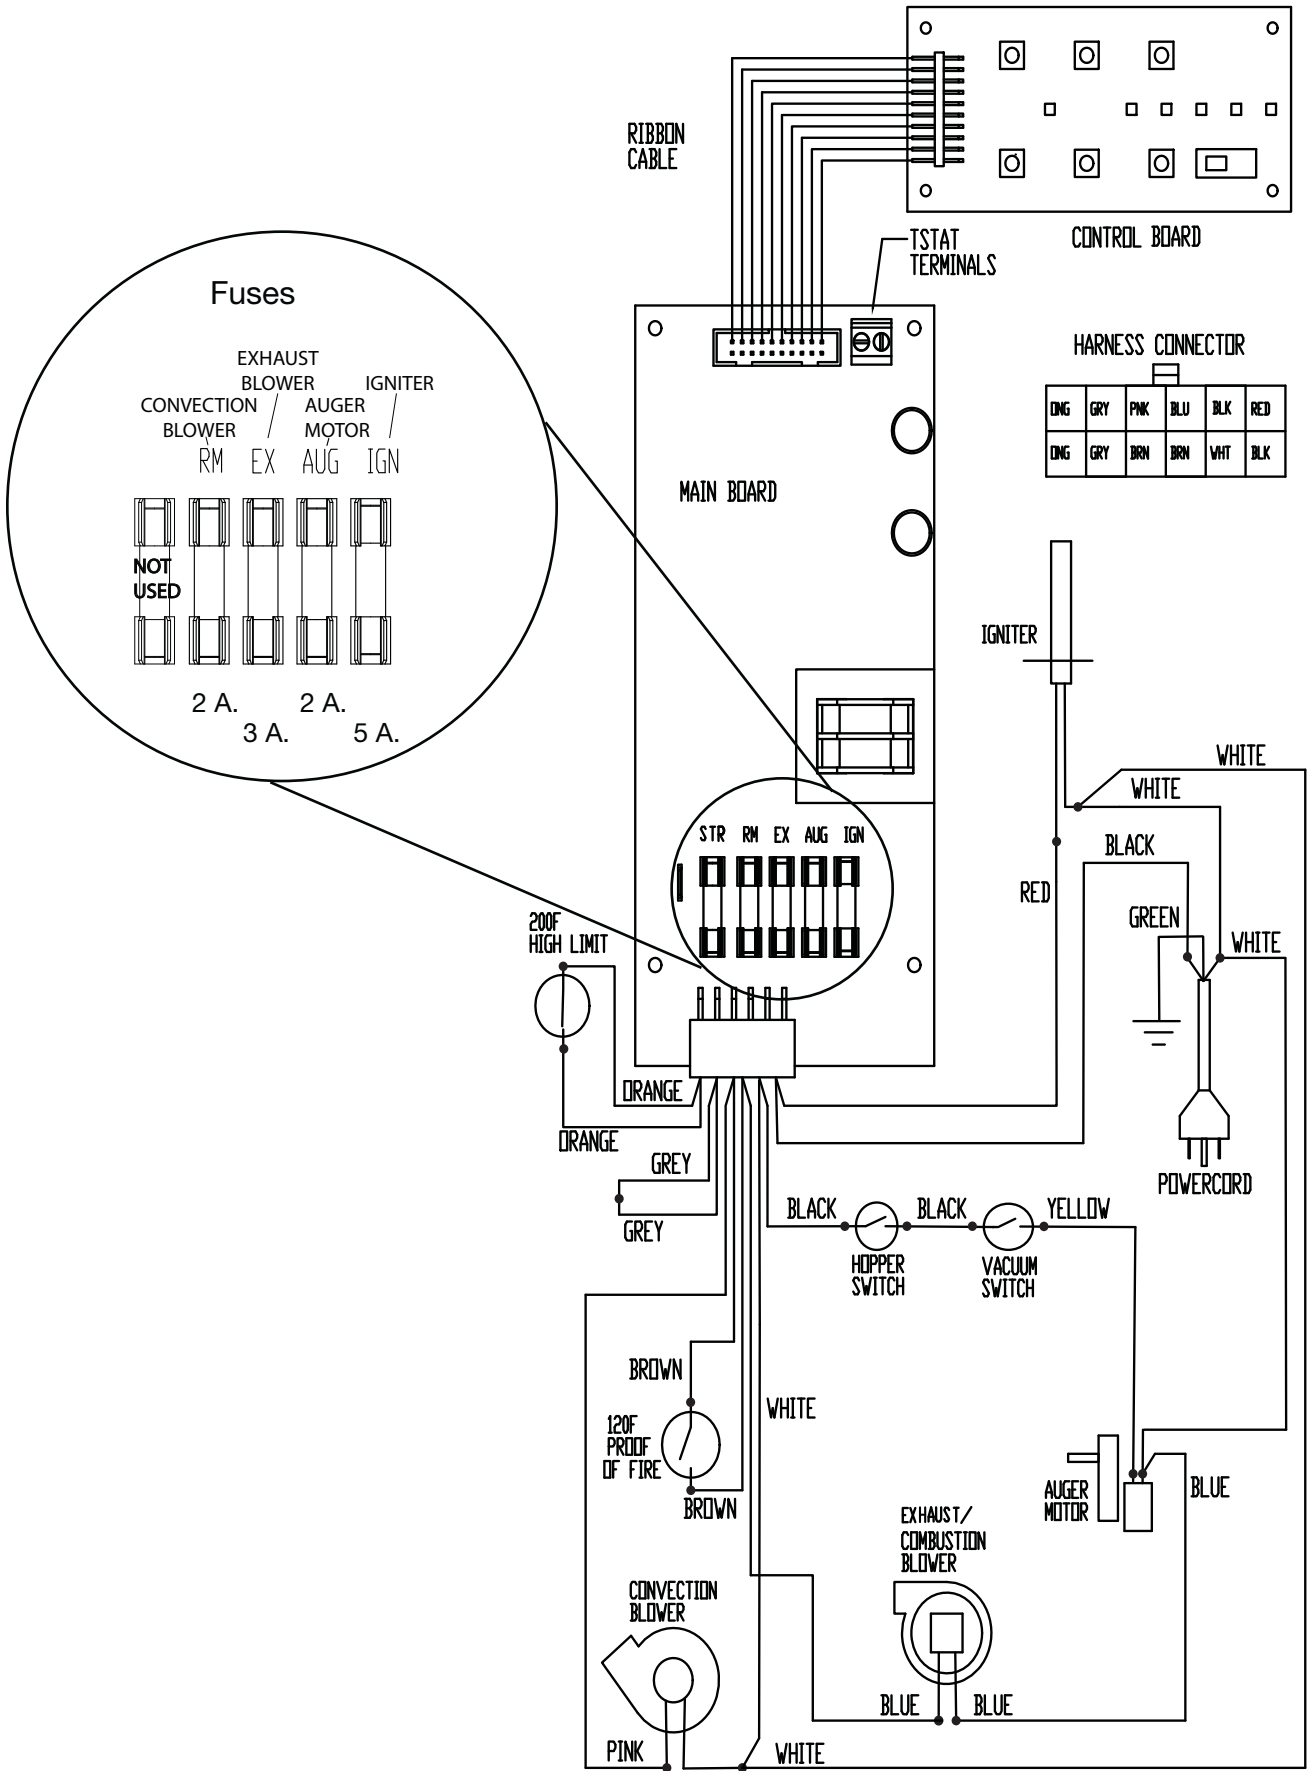 RIBBON
CABLE
CONTROL BOARD
TSTAT
TERMINALS
Fuses
EXHAUST
BLOWER
IGNITER
CONVECTION
BLOWER
AUGER
MOTOR
RM EX AUG IGN
NOT
USED
2 A. 2 A.
3 A. 5 A.
HARNESS CONNECTOR
ONG GRY PNK BLU BLK RED
ONG GRY BRN BRN WHT BLK
MAIN BOARD
IGNITER
WHITE
WHITE
STR RM EX AUG IGN
BLACK
RED
GREEN
WHITE
200F
HIGH LIMIT
ORANGE
ORANGE
GREY
GREY
POWERCORD
BLACK
BLACK
YELLOW
HOPPER
SWITCH
VACUUM
SWITCH
BROWN
WHITE
120F
PROOF
OF FIRE
BROWN
AUGER
MOTOR
BLUE
EXHAUST/
COMBUSTION
BLOWER
CONVECTION
BLOWER
BLUE
BLUE
PINK
WHITE